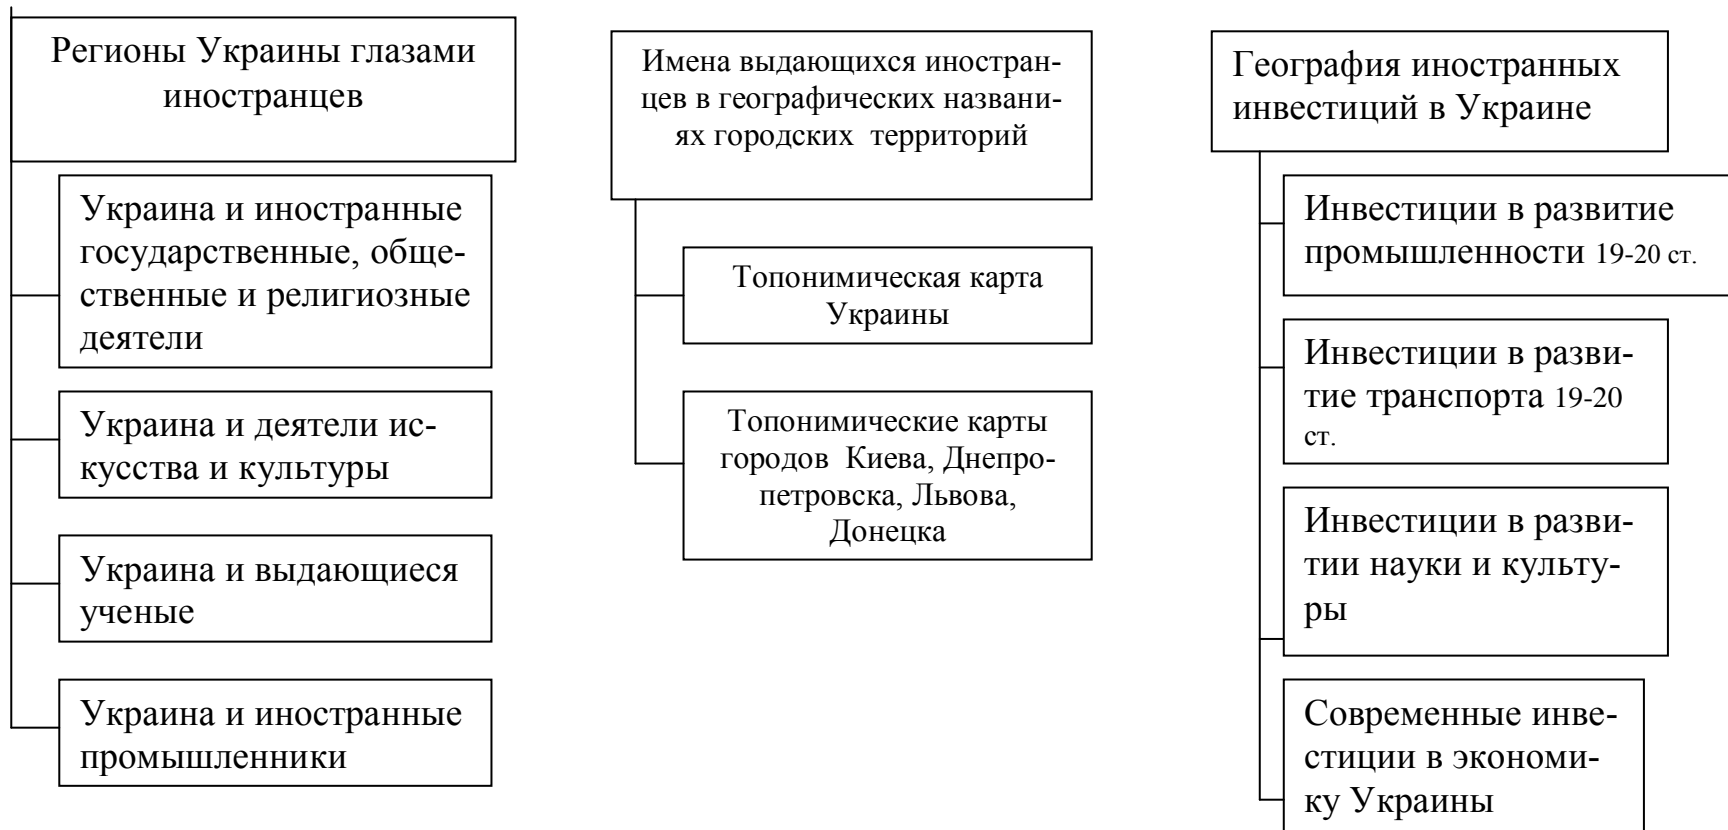 Регионы Украины глазами
иностранцев
Украина и иностранные
государственные, обще-
ственные и религиозные
деятели
Украина и деятели ис-
кусства и культуры
Украина и выдающиеся
ученые
Украина и иностранные
промышленники
Имена выдающихся иностран-
цев в географических названи-
ях городских территорий
Топонимическая карта
Украины
Топонимические карты
городов Киева, Днепро-
петровска, Львова,
Донецка
География иностранных
инвестиций в Украине
Инвестиции в развитие
промышленности 19-20 ст.
Инвестиции в разви-
тие транспорта 19-20
ст.
Инвестиции в разви-
тии науки и культу-
ры
Современные инве-
стиции в экономи-
ку Украины